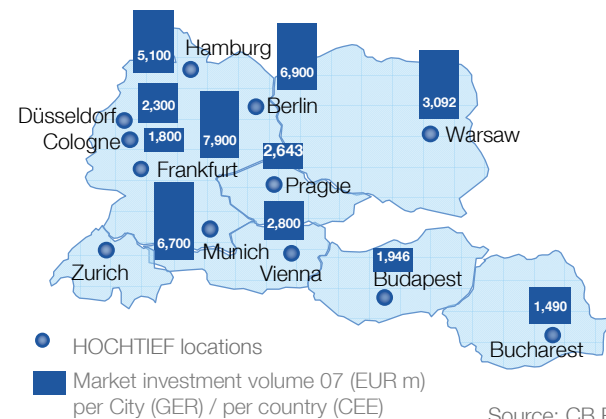 5,100
Hamburg
6,900
Berlin
3,092
Warsaw
2,300
Düsseldorf
1,800
Cologne
7,900
Frankfurt
2,643
Prague
6,700
Munich
2,800
Vienna
Zurich
1,946
Budapest
1,490
Bucharest
HOCHTIEF locations
Market investment volume 07 (EUR m)
per City (GER) / per country (CEE)
Source: CB